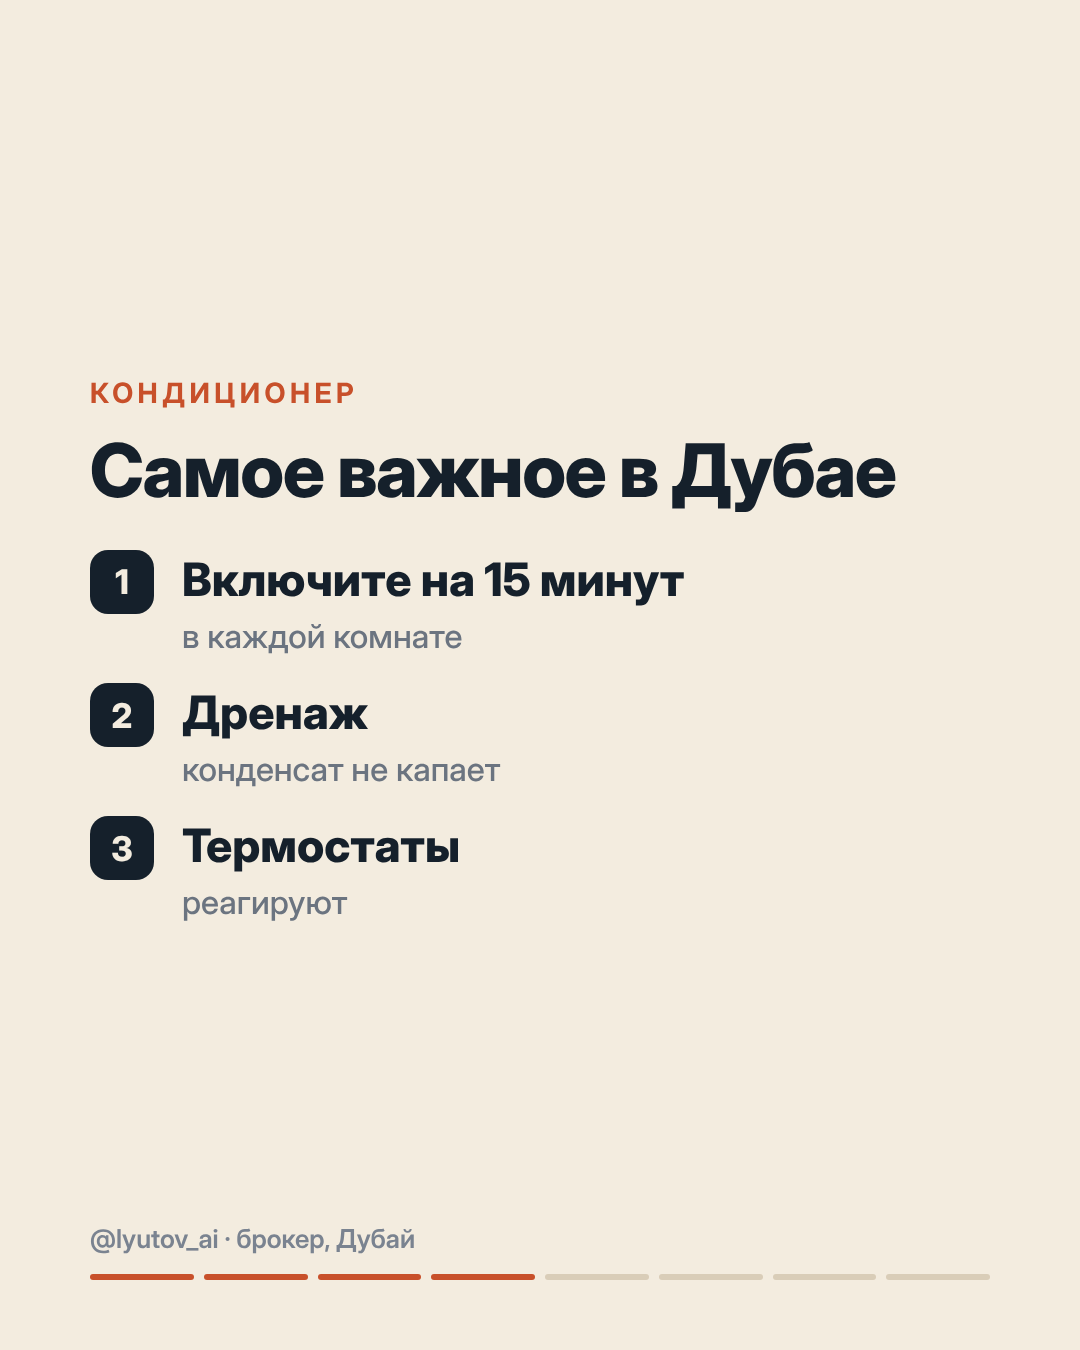 КОНДИЦИОНЕР
Самое важное в Дубае
1 Включите на 15 минут
в каждой комнате
2 Дренаж
конденсат не капает
3 Термостаты
реагируют
@lyutov_ai · брокер, Дубай